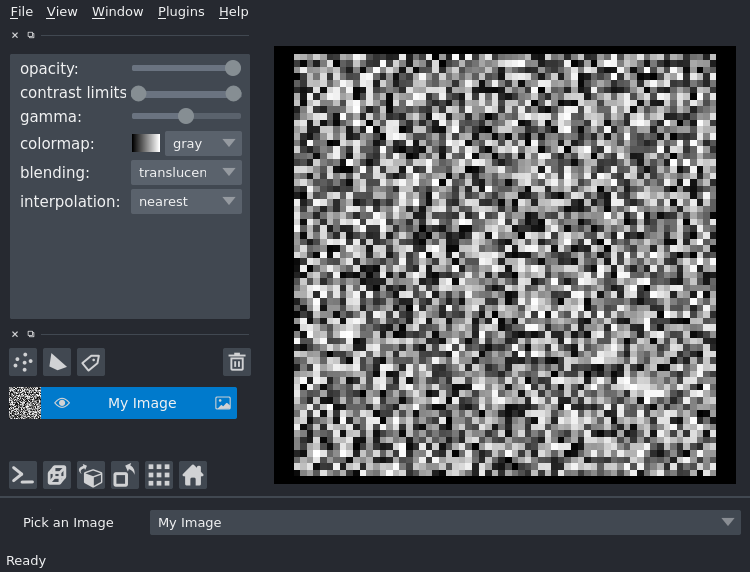 File View Window Plugins Help
opacity:
contrast limits
gamma:
colormap: gray
blending: translucen
interpolation: nearest
My Image
Pick an Image My Image
Ready